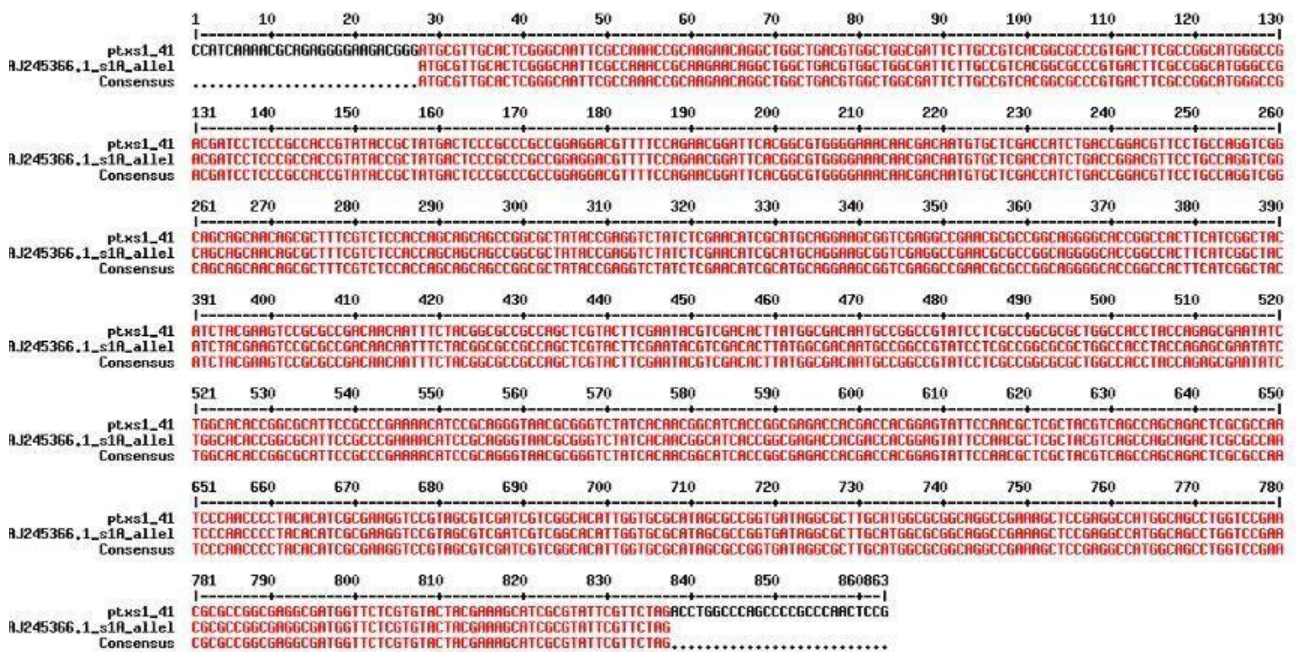 1 10 20 30 40 50 60 70 80 90 100 110 120 130
|--------+---------+---------+---------+---------+---------+---------+---------+---------+---------+---------+---------+---------|
ptxs1_41 CCATCAAAACGCAGAGGGGAAGACGGGATGCGTTGCACTCGGGCAATTCGCCAAACCGCAAGAACAGGCTGGCTGACGTGGCTGGCGATTCTTGCCGTCACGGCGCCCGTGACTTCGCCGGCATGGGCCG
AJ245366.1_s1A_allel ATGCGTTGCACTCGGGCAATTCGCCAAACCGCAAGAACAGGCTGGCTGACGTGGCTGGCGATTCTTGCCGTCACGGCGCCCGTGACTTCGCCGGCATGGGCCG
Consensus ...........................ATGCGTTGCACTCGGGCAATTCGCCAAACCGCAAGAACAGGCTGGCTGACGTGGCTGGCGATTCTTGCCGTCACGGCGCCCGTGACTTCGCCGGCATGGGCCG
131 140 150 160 170 180 190 200 210 220 230 240 250 260
|--------+---------+---------+---------+---------+---------+---------+---------+---------+---------+---------+---------+---------|
ptxs1_41 ACGATCCTCCCGCCACCGTATACCGCTATGACTCCCGCCCGCCGGAGGACGTTTTCCAGAACGGATTCACGGCGTGGGGAAACAACGACAATGTGCTCGACCATCTGACCGGACGTTCCTGCCAGGTCGG
AJ245366.1_s1A_allel ACGATCCTCCCGCCACCGTATACCGCTATGACTCCCGCCCGCCGGAGGACGTTTTCCAGAACGGATTCACGGCGTGGGGAAACAACGACAATGTGCTCGACCATCTGACCGGACGTTCCTGCCAGGTCGG
Consensus ACGATCCTCCCGCCACCGTATACCGCTATGACTCCCGCCCGCCGGAGGACGTTTTCCAGAACGGATTCACGGCGTGGGGAAACAACGACAATGTGCTCGACCATCTGACCGGACGTTCCTGCCAGGTCGG
261 270 280 290 300 310 320 330 340 350 360 370 380 390
|--------+---------+---------+---------+---------+---------+---------+---------+---------+---------+---------+---------+---------|
ptxs1_41 CAGCAGCAACAGCGCTTTCGTCTCCACCAGCAGCAGCCGGCGCTATACCGAGGTCTATCTCGAACATCGCATGCAGGAAGCGGTCGAGGCCGAACGCGCCGGCAGGGGCACCGGCCACTTCATCGGCTAC
AJ245366.1_s1A_allel CAGCAGCAACAGCGCTTTCGTCTCCACCAGCAGCAGCCGGCGCTATACCGAGGTCTATCTCGAACATCGCATGCAGGAAGCGGTCGAGGCCGAACGCGCCGGCAGGGGCACCGGCCACTTCATCGGCTAC
Consensus CAGCAGCAACAGCGCTTTCGTCTCCACCAGCAGCAGCCGGCGCTATACCGAGGTCTATCTCGAACATCGCATGCAGGAAGCGGTCGAGGCCGAACGCGCCGGCAGGGGCACCGGCCACTTCATCGGCTAC
391 400 410 420 430 440 450 460 470 480 490 500 510 520
|--------+---------+---------+---------+---------+---------+---------+---------+---------+---------+---------+---------+---------|
ptxs1_41 ATCTACGAAGTCCGCGCCGACAACAATTTCTACGGCGCCGCCAGCTCGTACTTCGAATACGTCGACACTTATGGCGACAATGCCGGCCGTATCCTCGCCGGCGCGCTGGCCACCTACCAGAGCGAATATC
AJ245366.1_s1A_allel ATCTACGAAGTCCGCGCCGACAACAATTTCTACGGCGCCGCCAGCTCGTACTTCGAATACGTCGACACTTATGGCGACAATGCCGGCCGTATCCTCGCCGGCGCGCTGGCCACCTACCAGAGCGAATATC
Consensus ATCTACGAAGTCCGCGCCGACAACAATTTCTACGGCGCCGCCAGCTCGTACTTCGAATACGTCGACACTTATGGCGACAATGCCGGCCGTATCCTCGCCGGCGCGCTGGCCACCTACCAGAGCGAATATC
521 530 540 550 560 570 580 590 600 610 620 630 640 650
|--------+---------+---------+---------+---------+---------+---------+---------+---------+---------+---------+---------+---------|
ptxs1_41 TGGCACACCGGCGCATTCCGCCCGAAAACATCCGCAGGGTAACGCGGGTCTATCACAACGGCATCACCGGCGAGACCACGACCACGGAGTATTCCAACGCTCGCTACGTCAGCCAGCAGACTCGCGCCAA
AJ245366.1_s1A_allel TGGCACACCGGCGCATTCCGCCCGAAAACATCCGCAGGGTAACGCGGGTCTATCACAACGGCATCACCGGCGAGACCACGACCACGGAGTATTCCAACGCTCGCTACGTCAGCCAGCAGACTCGCGCCAA
Consensus TGGCACACCGGCGCATTCCGCCCGAAAACATCCGCAGGGTAACGCGGGTCTATCACAACGGCATCACCGGCGAGACCACGACCACGGAGTATTCCAACGCTCGCTACGTCAGCCAGCAGACTCGCGCCAA
651 660 670 680 690 700 710 720 730 740 750 760 770 780
|--------+---------+---------+---------+---------+---------+---------+---------+---------+---------+---------+---------+---------|
ptxs1_41 TCCCAACCCCTACACATCGCGAAGGTCCGTAGCGTCGATCGTCGGCACATTGGTGCGCATAGCGCCGGTGATAGGCGCTTGCATGGCGCGGCAGGCCGAAAGCTCCGAGGCCATGGCAGCCTGGTCCGAA
AJ245366.1_s1A_allel TCCCAACCCCTACACATCGCGAAGGTCCGTAGCGTCGATCGTCGGCACATTGGTGCGCATAGCGCCGGTGATAGGCGCTTGCATGGCGCGGCAGGCCGAAAGCTCCGAGGCCATGGCAGCCTGGTCCGAA
Consensus TCCCAACCCCTACACATCGCGAAGGTCCGTAGCGTCGATCGTCGGCACATTGGTGCGCATAGCGCCGGTGATAGGCGCTTGCATGGCGCGGCAGGCCGAAAGCTCCGAGGCCATGGCAGCCTGGTCCGAA
781 790 800 810 820 830 840 850 860863
|--------+---------+---------+---------+---------+---------+---------+---------+--|
ptxs1_41 CGCGCCGGCGAGGCGATGGTTCTCGTGTACTACGAAAGCATCGCGTATTCGTTCTAGACCTGGCCCAGCCCCGCCCAACTCCG
AJ245366.1_s1A_allel CGCGCCGGCGAGGCGATGGTTCTCGTGTACTACGAAAGCATCGCGTATTCGTTCTAG
Consensus CGCGCCGGCGAGGCGATGGTTCTCGTGTACTACGAAAGCATCGCGTATTCGTTCTAG..........................